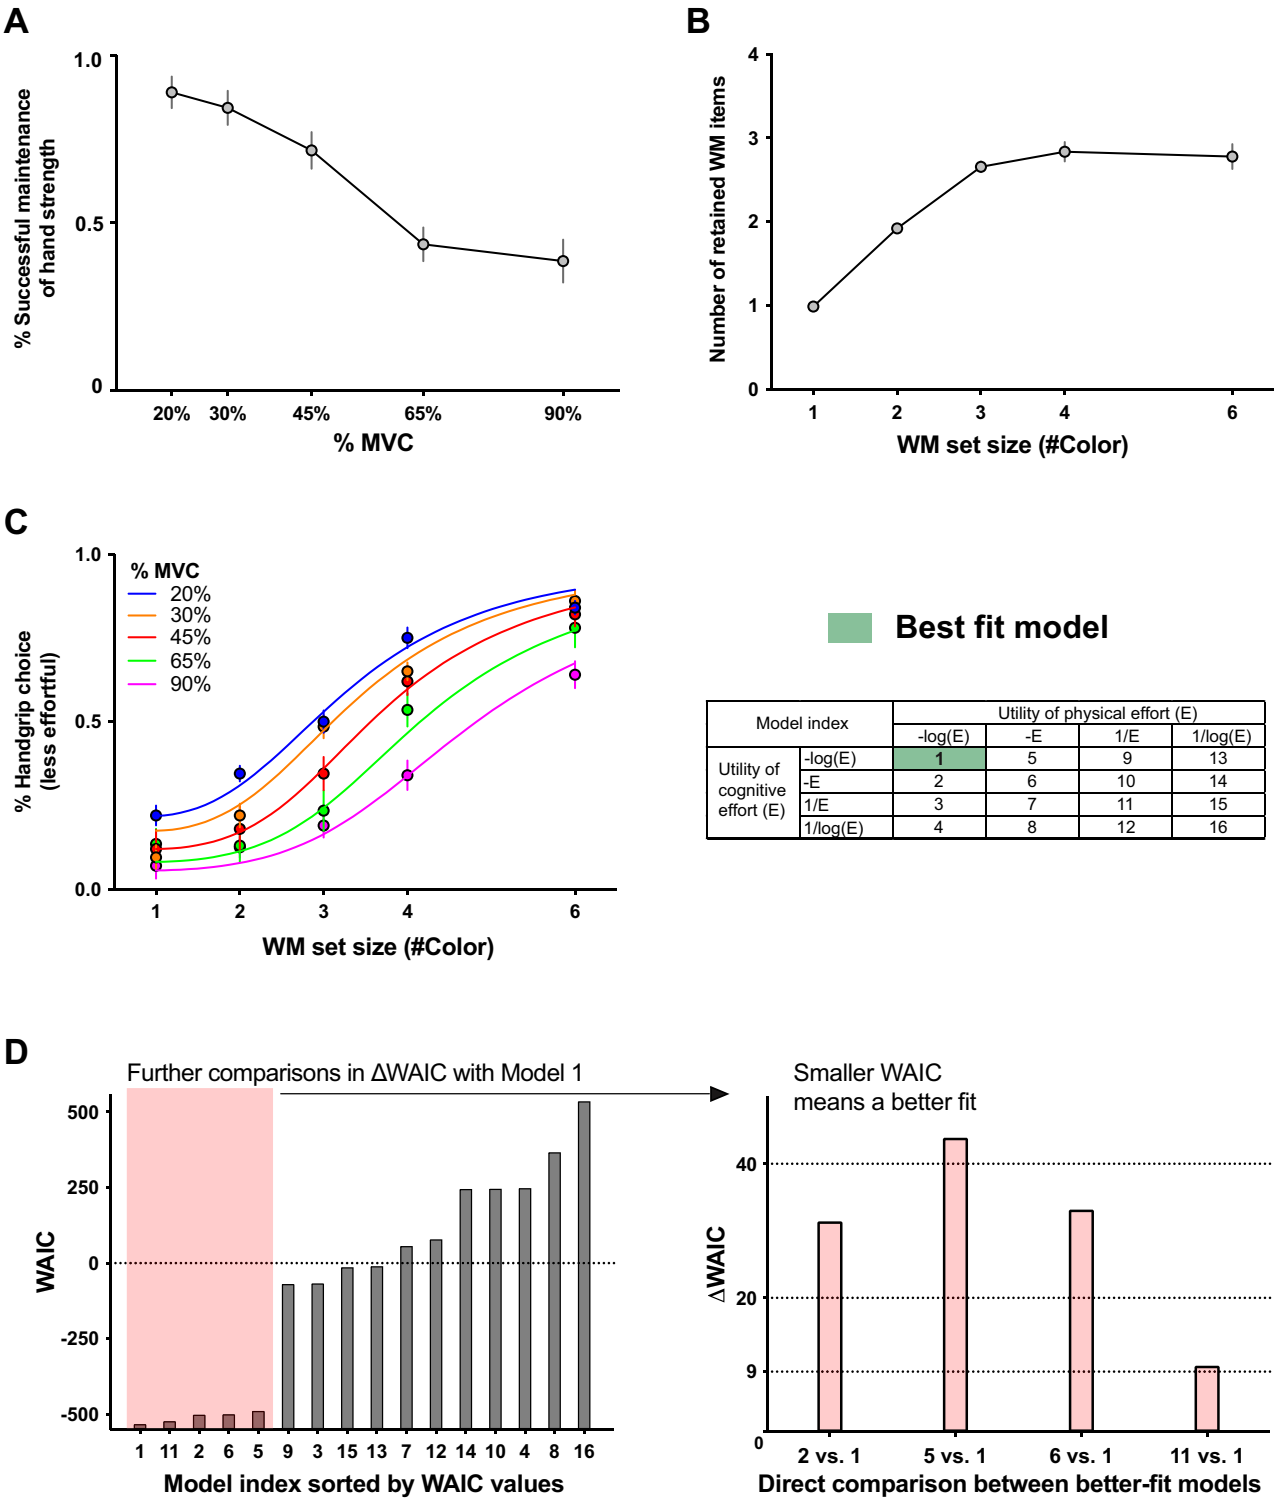 A
% Successful maintenance
of hand strength
1.0
0.5
0
20% 30% 45% 65% 90%
% MVC
B
Number of retained WM items
4
3
2
1
0
1 2 3 4 6
WM set size (#Color)
C
% Handgrip choice
(less effortful)
1.0
0.5
0.0
% MVC
20%
30%
45%
65%
90%
1 2 3 4 6
WM set size (#Color)
Best fit model
Model index
Utility of physical effort (E)
-log(E) -E 1/E 1/log(E)
Utility of
cognitive
effort (E)
-log(E) 1 5 9 13
-E 2 6 10 14
1/E 3 7 11 15
1/log(E) 4 8 12 16
D
Further comparisons in ΔWAIC with Model 1
WAIC
500
250
0
-250
-500
1 11 2 6 5 9 3 15 13 7 12 14 10 4 8 16
Model index sorted by WAIC values
Smaller WAIC
means a better fit
ΔWAIC
40
20
9
0
2 vs. 1 5 vs. 1 6 vs. 1 11 vs. 1
Direct comparison between better-fit models